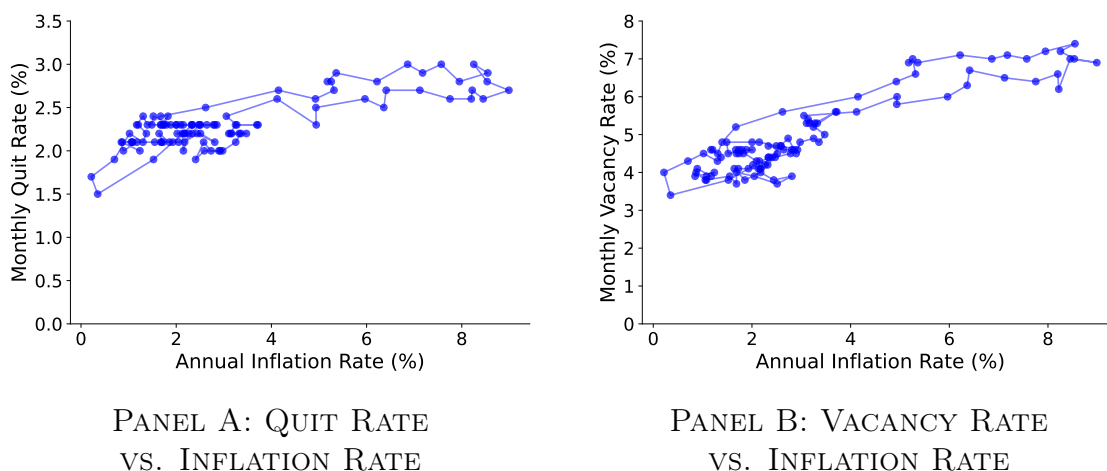 3.5
3.0
2.5
2.0
1.5
1.0
0.5
0.0
Monthly Quit Rate (%)
0 2 4 6 8
Annual Inflation Rate (%)
PANEL A: QUIT RATE
VS. INFLATION RATE
8
7
6
5
4
3
2
1
0
Monthly Vacancy Rate (%)
0 2 4 6 8
Annual Inflation Rate (%)
PANEL B: VACANCY RATE
VS. INFLATION RATE